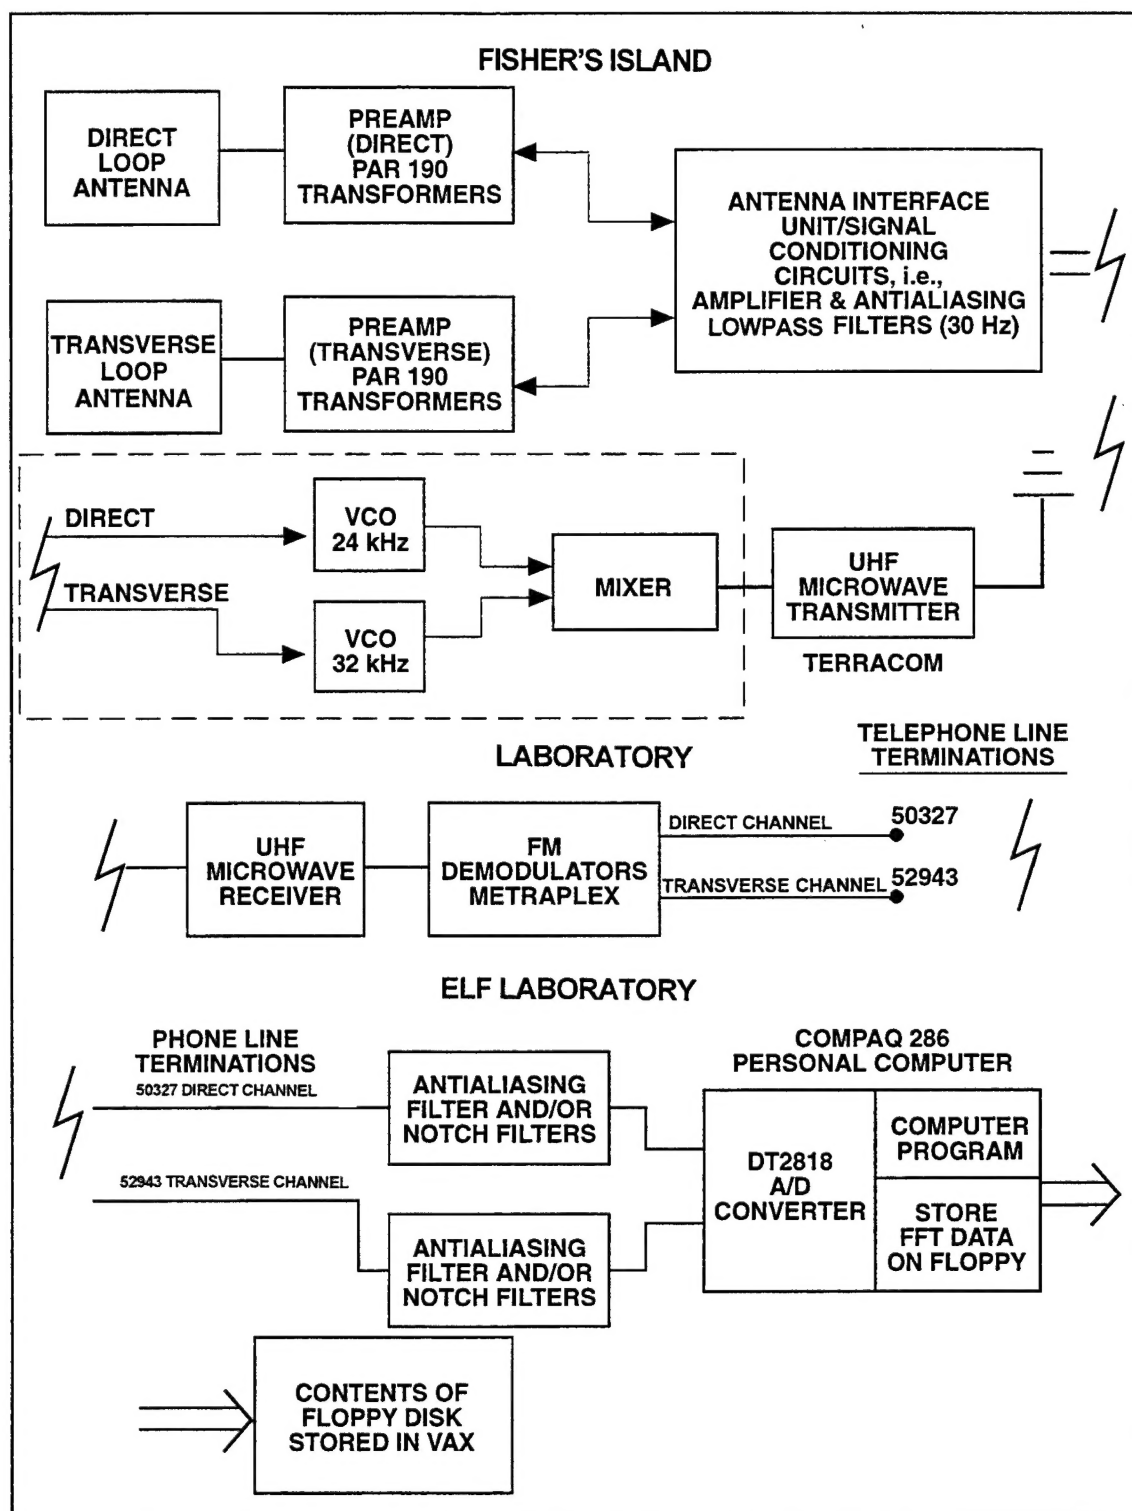 FISHER'S ISLAND
DIRECT
LOOP
ANTENNA
PREAMP
(DIRECT)
PAR 190
TRANSFORMERS
ANTENNA INTERFACE
UNIT/SIGNAL
CONDITIONING
CIRCUITS, i.e.,
AMPLIFIER & ANTIALIASING
LOWPASS FILTERS (30 Hz)
TRANSVERSE
LOOP
ANTENNA
PREAMP
(TRANSVERSE)
PAR 190
TRANSFORMERS
DIRECT
TRANSVERSE
VCO
24 kHz
VCO
32 kHz
MIXER
UHF
MICROWAVE
TRANSMITTER
TERRACOM
LABORATORY
TELEPHONE LINE
TERMINATIONS
UHF
MICROWAVE
RECEIVER
FM
DEMODULATORS
METRAPLEX
DIRECT CHANNEL
50327
TRANSVERSE CHANNEL
52943
ELF LABORATORY
PHONE LINE
TERMINATIONS
50327 DIRECT CHANNEL
52943 TRANSVERSE CHANNEL
ANTIALIASING
FILTER AND/OR
NOTCH FILTERS
ANTIALIASING
FILTER AND/OR
NOTCH FILTERS
COMPAQ 286
PERSONAL COMPUTER
DT2818
A/D
CONVERTER
COMPUTER
PROGRAM
STORE
FFT DATA
ON FLOPPY
CONTENTS OF
FLOPPY DISK
STORED IN VAX